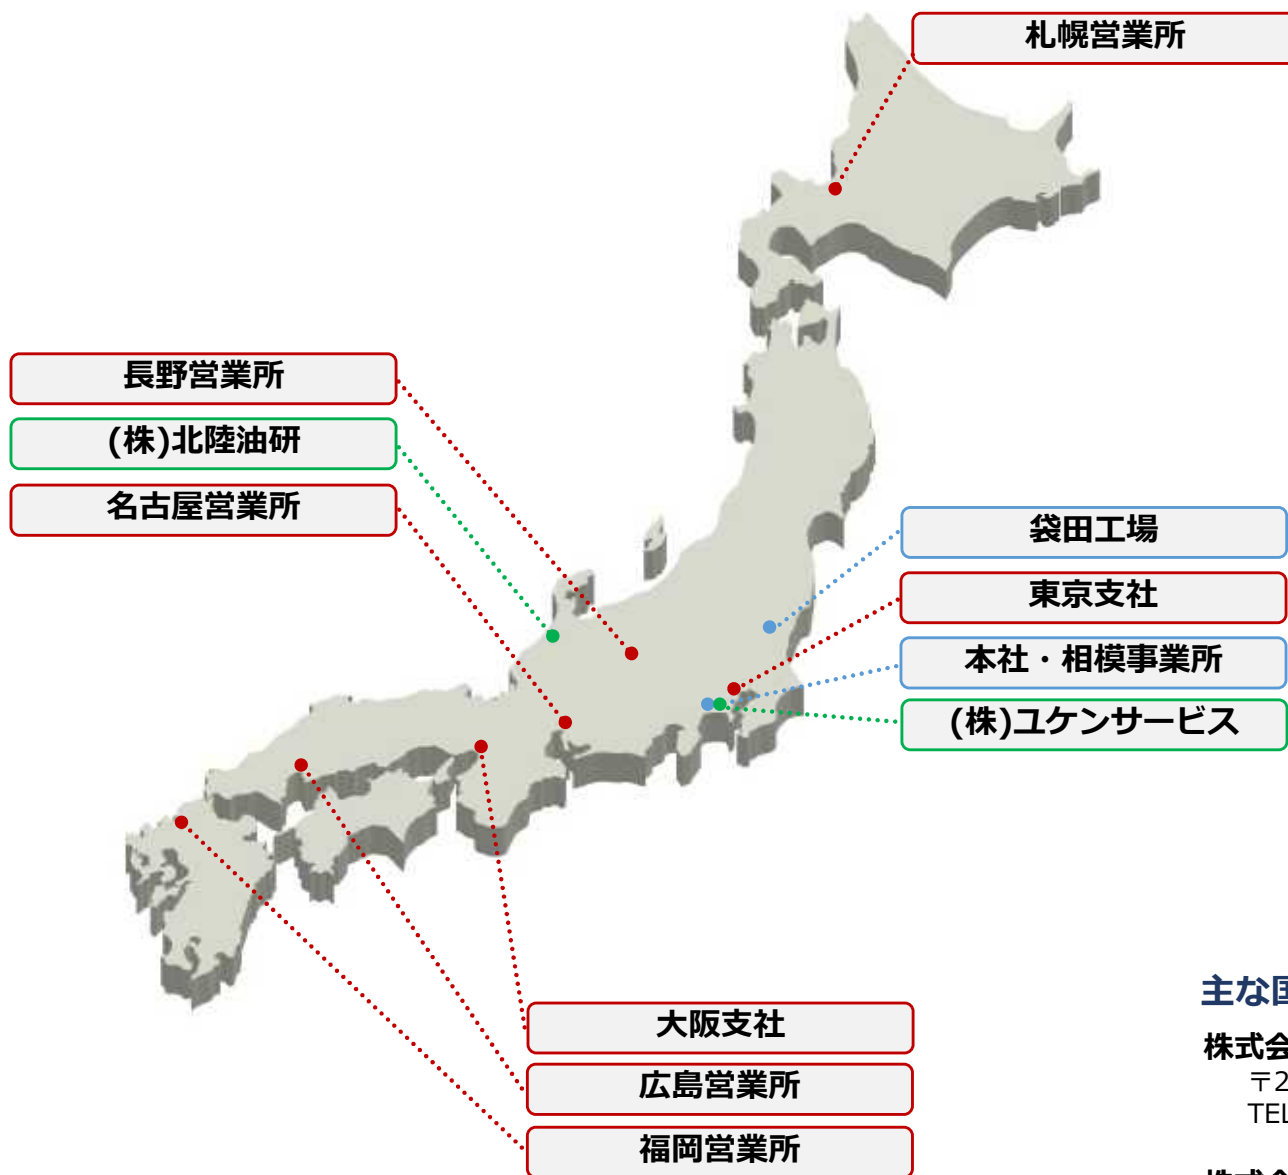 札幌営業所
長野営業所
(株)北陸油研
名古屋営業所
袋田工場
東京支社
本社・相模事業所
(株)ユケンサービス
大阪支社
広島営業所
福岡営業所
主な
株式会
〒2
TEL